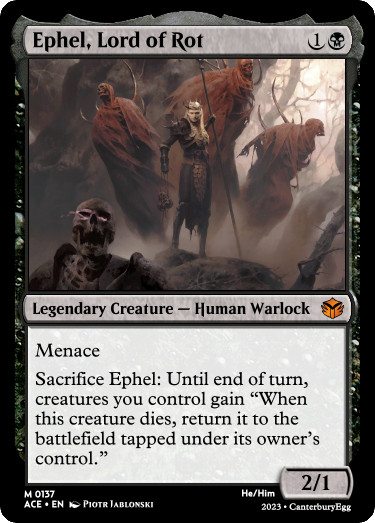 Ephel, Lord of Rot 1
Legendary Creature — Human Warlock
Menace
Sacrifice Ephel: Until end of turn,
creatures you control gain “When
this creature dies, return it to the
battlefield tapped under its owner’s
control.”
2/1
M 0137
ACE • EN Piotr Jablonski
He/Him
2023 • CanterburyEgg